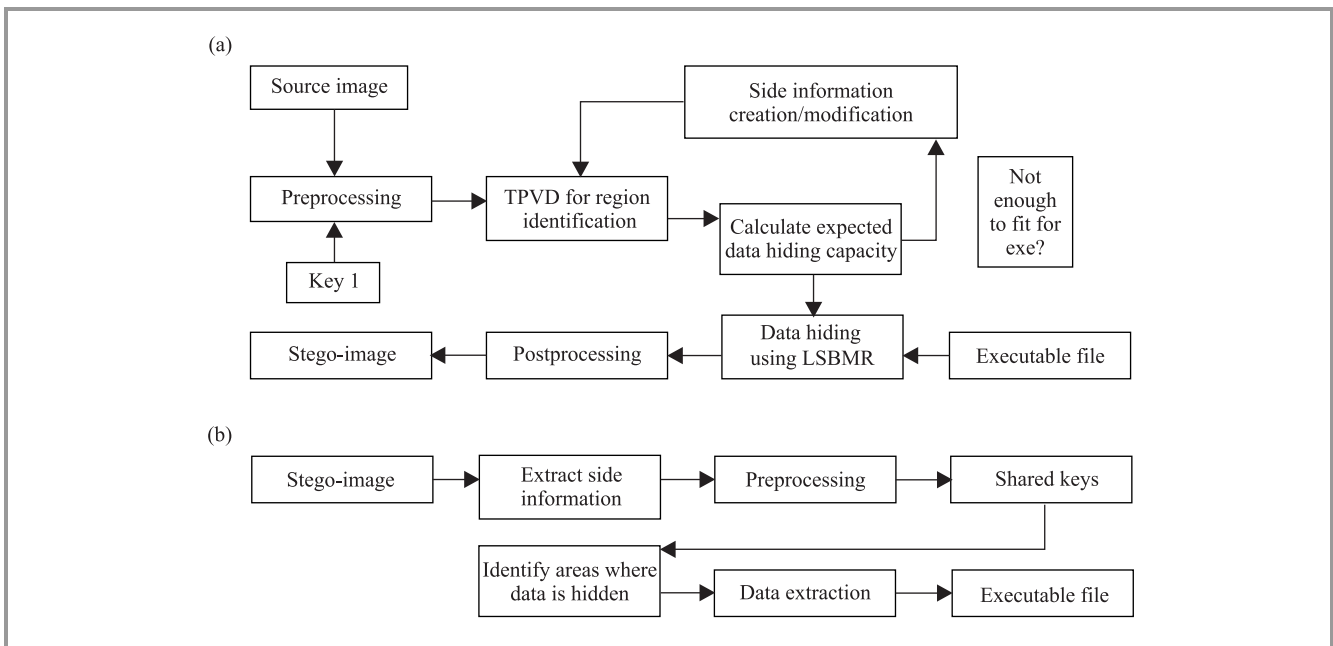 (a)
Source image
Side information
creation/modification
Preprocessing
TPVD for region
identification
Not
enough
to fit for
exe?
Calculate expected
data hiding capacity
Key 1
Stego-image
Postprocessing
Data hiding
using LSBMR
Executable file
(b)
Stego-image
Extract side
information
Preprocessing
Shared keys
Identify areas where
data is hidden
Data extraction
Executable file